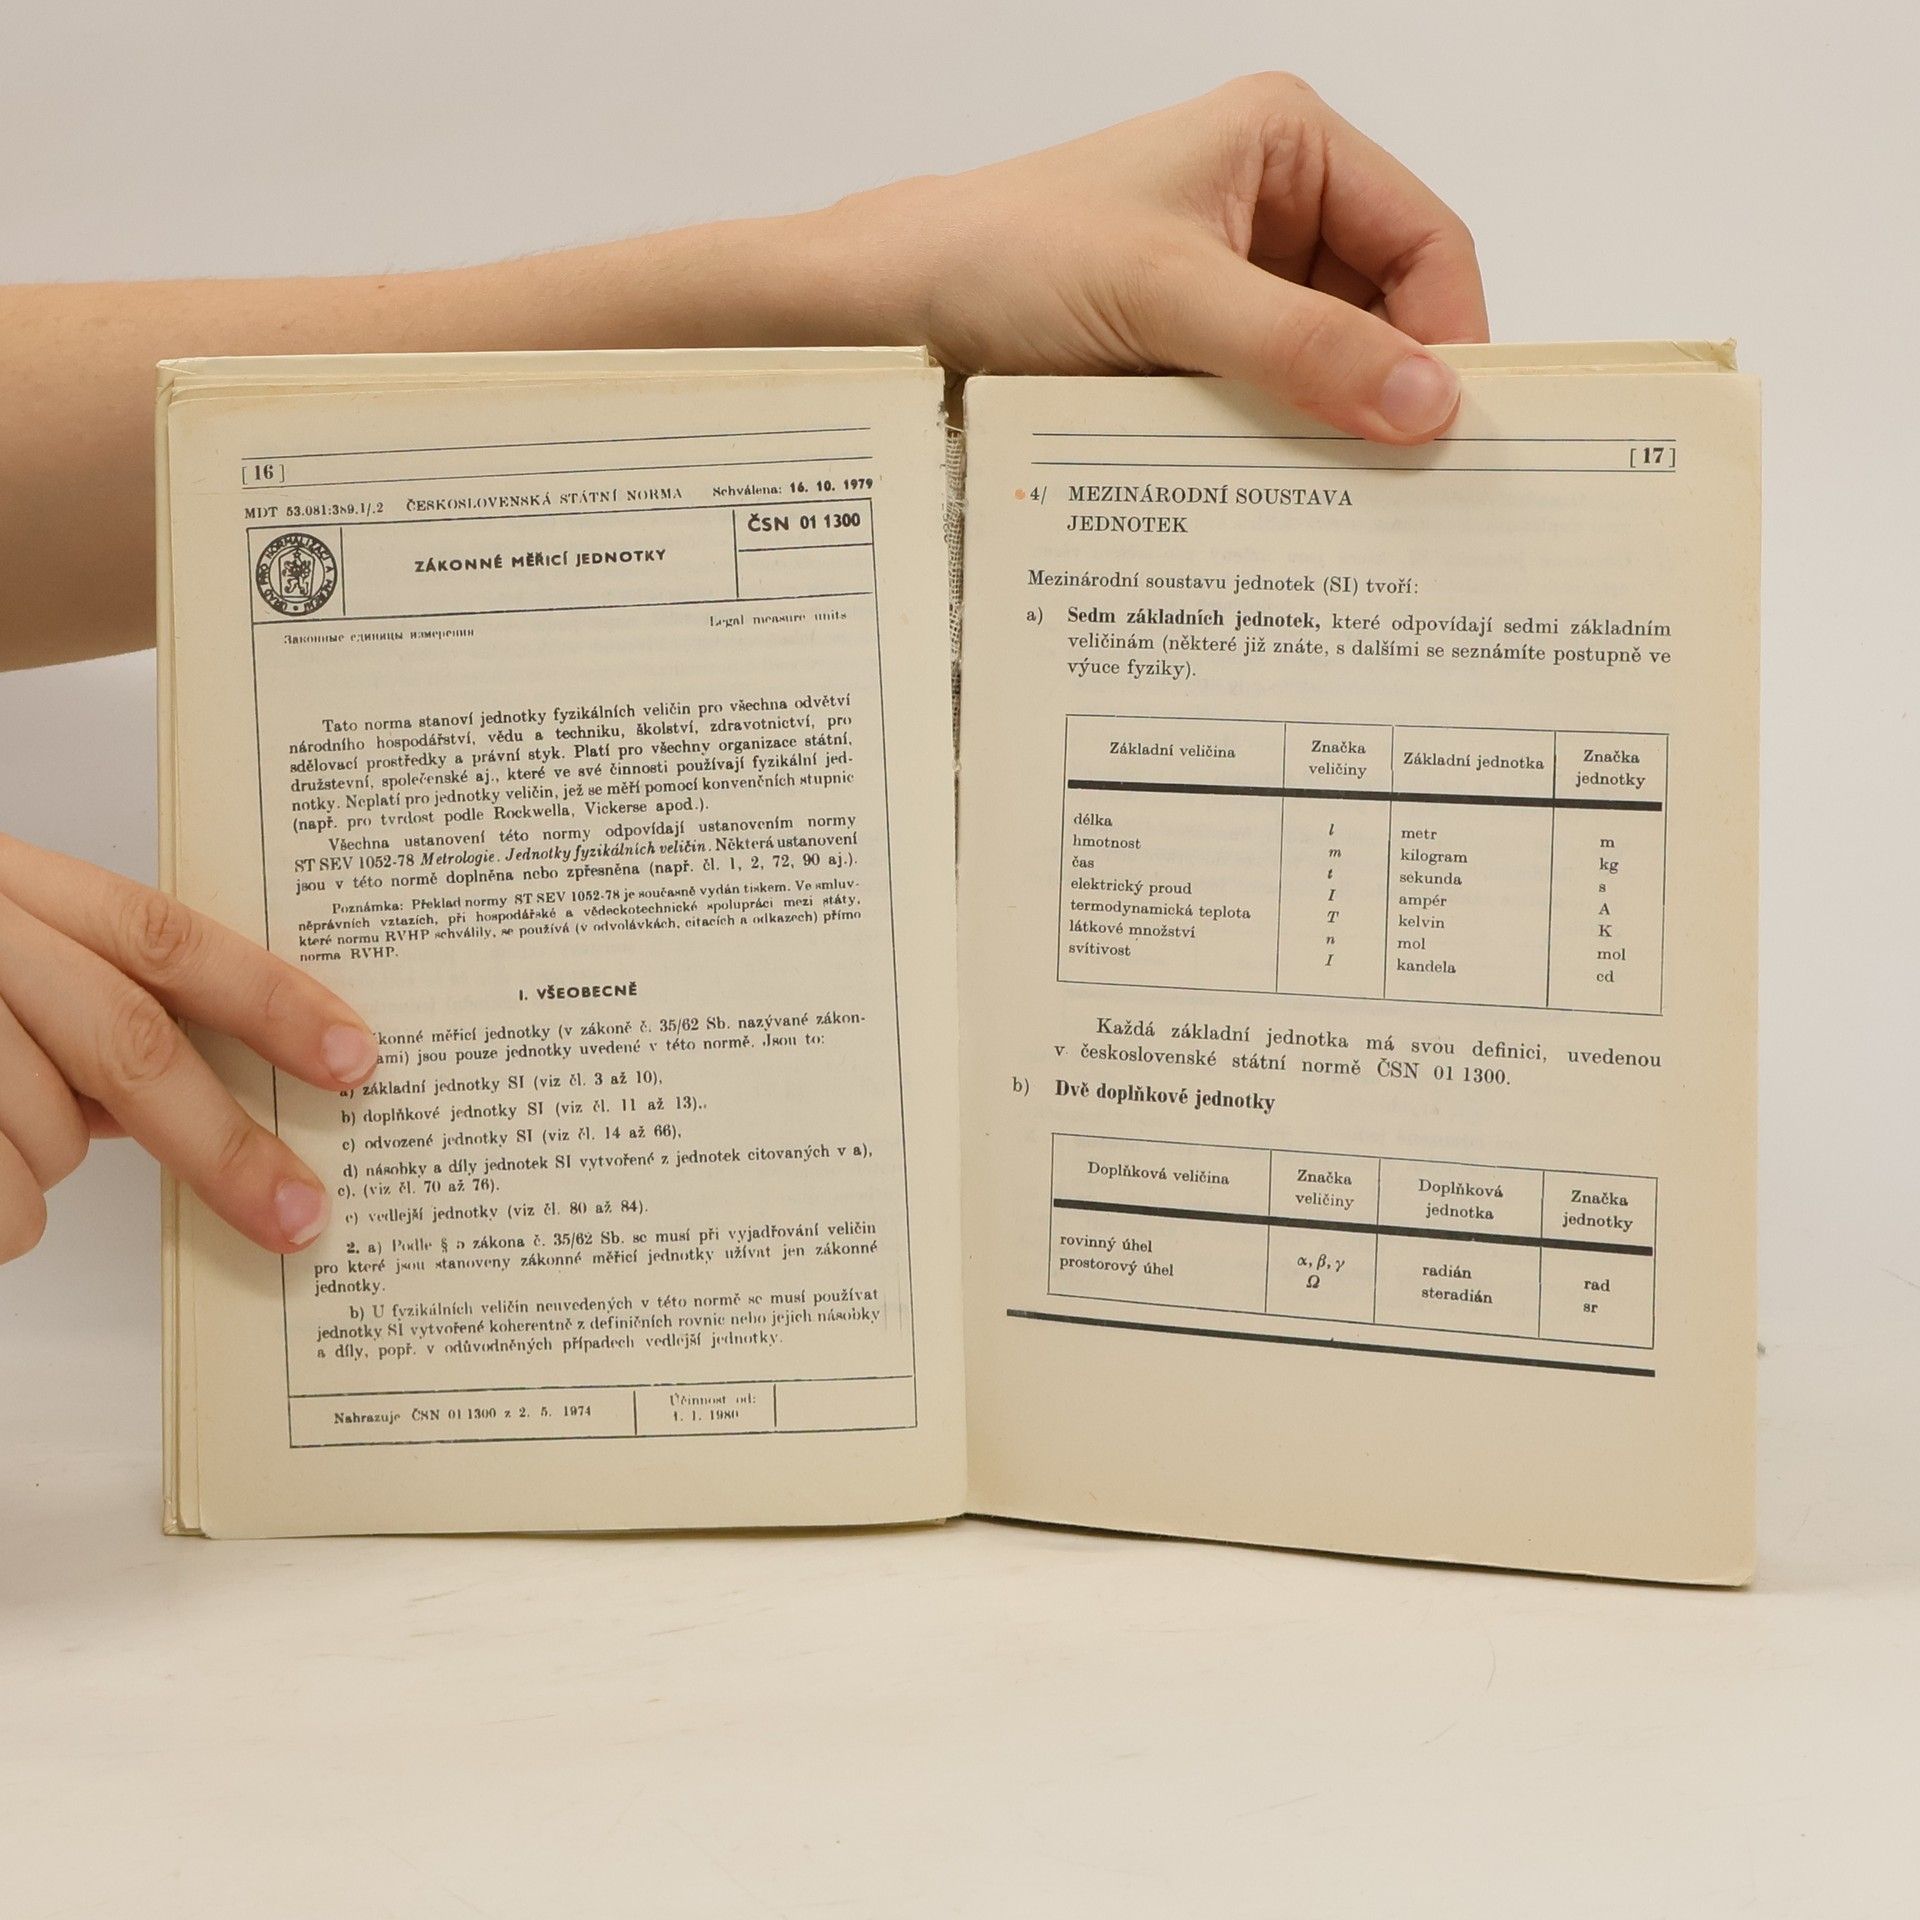 [ 16 ]
MDT 53.081:389.1/.2 ČESKOSLOVENSKÁ STÁTNÍ NORMA Schválena: 16. 10. 1979
ZÁKONNÉ MĚŘICÍ JEDNOTKY
ČSN 01 1300
Законные единицы измерения
Legal measure units
Tato norma stanoví jednotky fyzikálních veličin pro všechna odvětví
národního hospodářství, vědu a techniku, školství, zdravotnictví, pro
sdělovací prostředky a právní styk. Platí pro všechny organizace státní,
družstevní, společenské aj., které ve své činnosti používají fyzikální jed-
notky. Neplatí pro jednotky veličin, jež se měří pomocí konvenčních stupnic
(např. pro tvrdost podle Rockwella, Vickerse apod.).
Všechna ustanovení této normy odpovídají ustanovením normy
ST SEV 1052-78 Metrologie. Jednotky fyzikálních veličin. Některá ustanovení
jsou v této normě doplněna nebo zpřesněna (např. čl. 1, 2, 72, 90 aj.).
Poznámka: Překlad normy ST SEV 1052-78 je současně vydán tiskem. Ve smluv-
něprávních vztazích, při hospodářské a vědeckotechnické spolupráci mezi státy,
které normu RVHP schválily, se používá (v odvolávkách, citacích a odkazech) přímo
norma RVHP.
I. VŠEOBECNĚ
konné měřicí jednotky (v zákoně č. 35/62 Sb. nazývané zákon-
ami) jsou pouze jednotky uvedené v této normě. Jsou to:
a) základní jednotky SI (viz čl. 3 až 10),
b) doplňkové jednotky SI (viz čl. 11 až 13),.
c) odvozené jednotky SI (viz čl. 14 až 66),
d) násobky a díly jednotek SI vytvořené z jednotek citovaných v a),
c), (viz čl. 70 až 76).
e) vedlejší jednotky (viz čl. 80 až 84).
2. a) Podle § 5 zákona č. 35/62 Sb. se musí při vyjadřování veličin
pro které jsou stanoveny zákonné měřicí jednotky užívat jen zákonné
jednotky.
b) U fyzikálních veličin neuvedených v této normě se musí používat
jednotky SI vytvořené koherentně z definičních rovnic nebo jejich násobky
a díly, popř. v odůvodněných případech vedlejší jednotky.
Nahrazuje ČSN 01 1300 z 2. 5. 1974
Účinnost od:
1. 1. 1980
[ 17 ]
4/ MEZINÁRODNÍ SOUSTAVA
JEDNOTEK
Mezinárodní soustavu jednotek (SI) tvoří:
a) Sedm základních jednotek, které odpovídají sedmi základním
veličinám (některé již znáte, s dalšími se seznámíte postupně ve
výuce fyziky).
Základní veličina Značka veličiny Základní jednotka Značka jednotky
délka l metr m
hmotnost m kilogram kg
čas t sekunda s
elektrický proud I ampér A
termodynamická teplota T kelvin K
látkové množství n mol mol
svítivost I kandela cd
Každá základní jednotka má svou definici, uvedenou
v československé státní normě ČSN 01 1300.
b) Dvě doplňkové jednotky
Doplňková veličina Značka veličiny Doplňková jednotka Značka jednotky
rovinný úhel α, β, γ radián rad
prostorový úhel Ω steradián sr